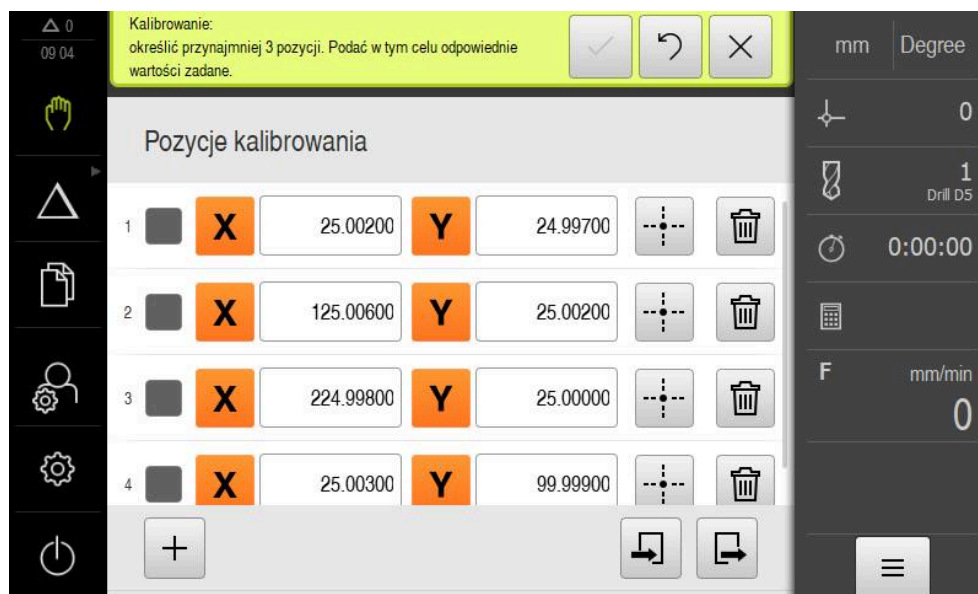 0
09 04
Kalibrowanie:
określić przynajmniej 3 pozycji. Podać w tym celu odpowiednie
wartości zadane.
Pozycje kalibrowania
1 X 25.00200 Y 24.99700
2 X 125.00600 Y 25.00200
3 X 224.99800 Y 25.00000
4 X 25.00300 Y 99.99900
mm Degree
0
1
Drill D5
0:00:00
F mm/min
0